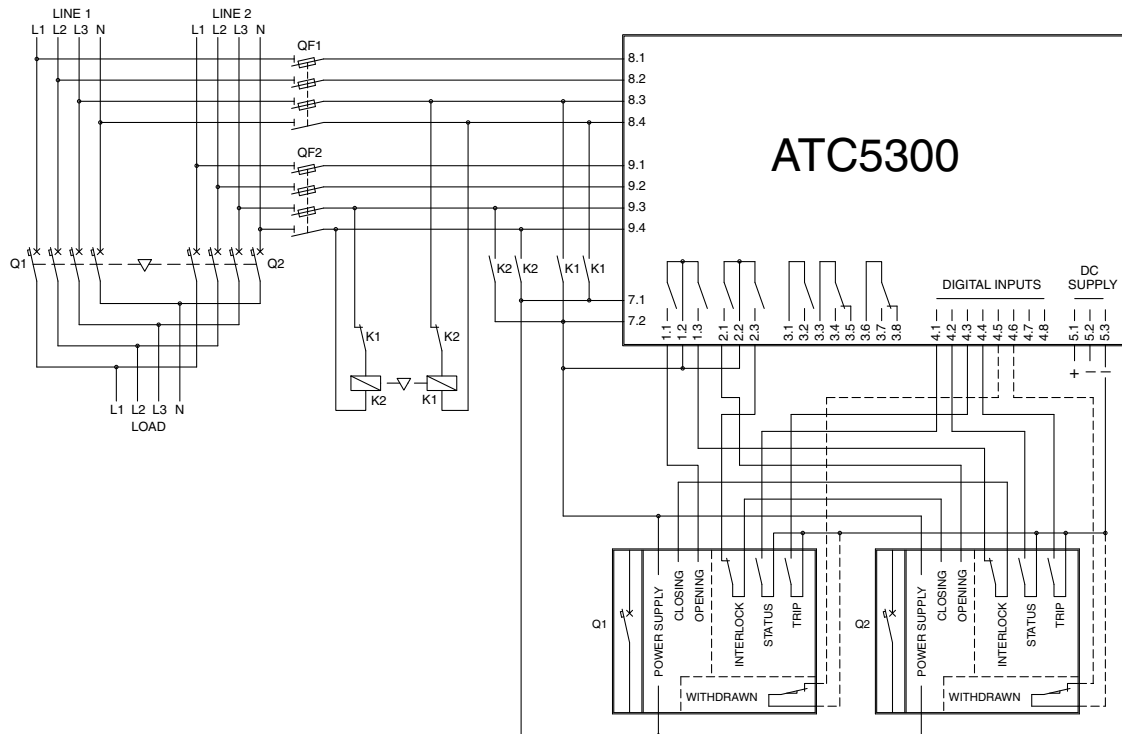 LINE 1 LINE 2
L1 L2 L3 N L1 L2 L3 N
QF1
8.1
8.2
8.3
8.4
QF2
9.1
9.2
9.3
9.4
ATC5300
Q1 Q2
K2 K2 K1 K1
7.1
7.2
1.1 1.2 1.3 2.1 2.2 2.3 3.1 3.2 3.3 3.4 3.5 3.6 3.7 3.8
DIGITAL INPUTS
4.1 4.2 4.3 4.4 4.5 4.6 4.7 4.8
DC
SUPPLY
5.1 5.2 5.3
+ –
K1 K2
K2 K1
L1 L2 L3 N
LOAD
Q1
POWER SUPPLY
CLOSING
OPENING
INTERLOCK
STATUS
TRIP
WITHDRAWN
Q2
POWER SUPPLY
CLOSING
OPENING
INTERLOCK
STATUS
TRIP
WITHDRAWN